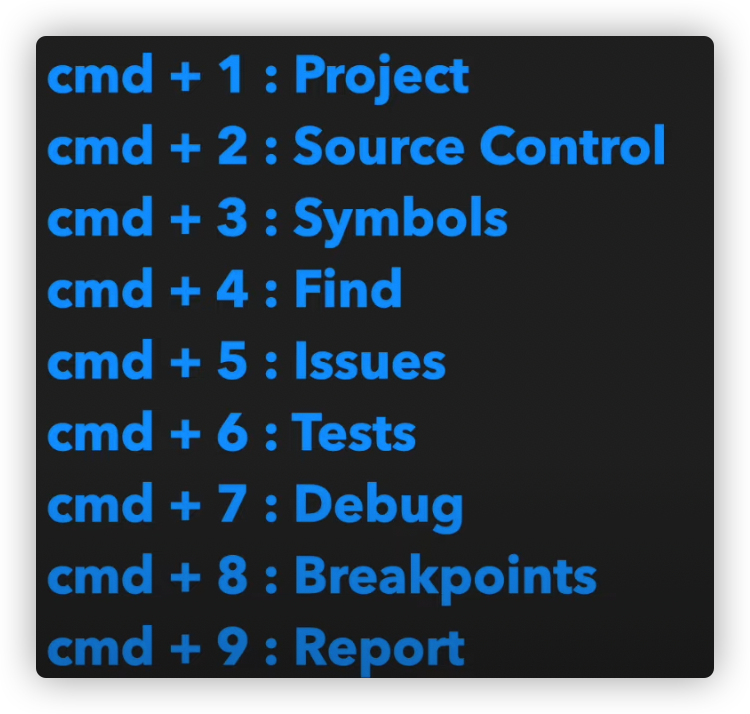 cmd + 1 : Project
cmd + 2 : Source Control
cmd + 3 : Symbols
cmd + 4 : Find
cmd + 5 : Issues
cmd + 6 : Tests
cmd + 7 : Debug
cmd + 8 : Breakpoints
cmd + 9 : Report